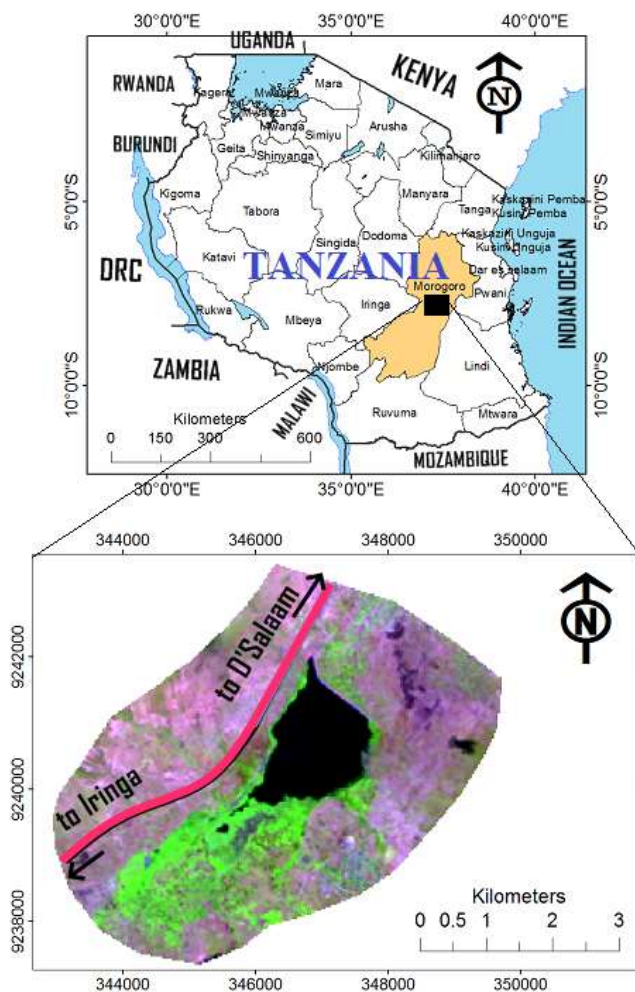 30°0'0"E 35°0'0"E 40°0'0"E
UGANDA
KENYA
N
RWANDA
Kagera
Mwanza
Mara
Mwanza
Mwanza
Simiyu
Arusha
BURUNDI
Geita
Shinyanga
Kilimanjaro
5°0'0"S
Kigoma
Tabora
Manyara
Tanga
Kaskazini Pemba
Kusini Pemba
5°0'0"S
Singida
Dodoma
Kaskazini Unguja
Kusini Unguja
DRC
Katavi
TANZANIA
Dar es salaam
Morogoro
Pwani
INDIAN OCEAN
Rukwa
Mbeya
Iringa
ZAMBIA
Njombe
Lindi
10°0'0"S
10°0'0"S
MALAWI
Ruvuma
Mtwara
Kilometers
0 150 300 600
MOZAMBIQUE
30°0'0"E 35°0'0"E 40°0'0"E
344000 346000 348000 350000
N
9242000
to D'Salaam
9240000
to Iringa
9238000
Kilometers
0 0.5 1 2 3
344000 346000 348000 350000